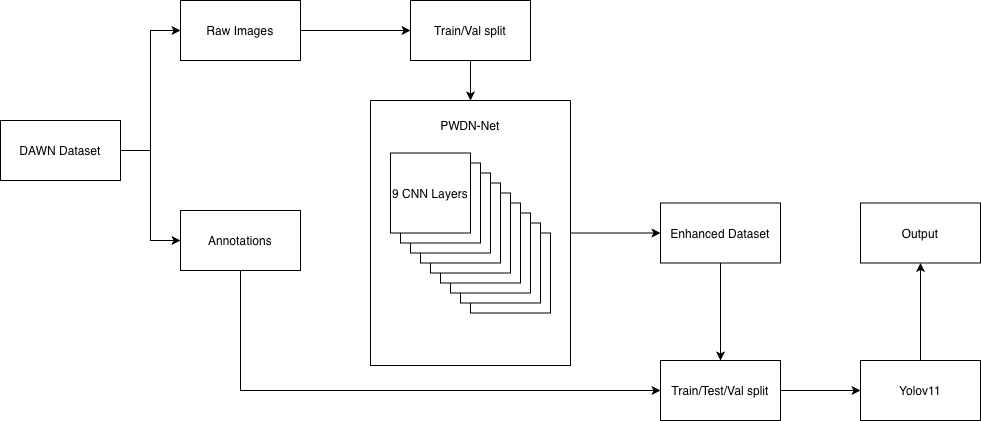 Raw Images
Train/Val split
PWDN-Net
DAWN Dataset
9 CNN Layers
Annotations
Enhanced Dataset
Output
Train/Test/Val split
Yolov11